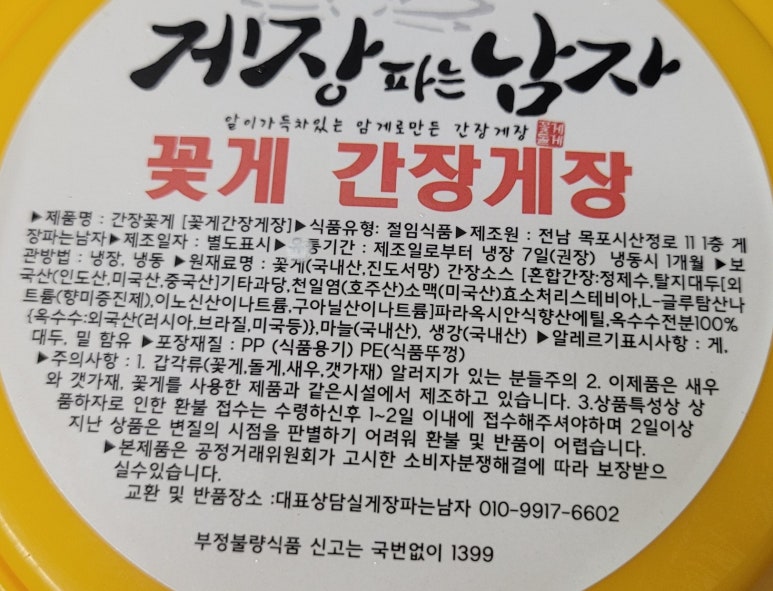 게장파는남자
알이가득차있는 암게로만든 간장게장
꽃게 간장게장
▶제품명 : 간장꽃게 [꽃게간장게장]▶식품유형: 절임식품▶제조원 : 전남 목포시산정로 11 1층 게
장파는남자▶제조일자 : 별도표시▶유통기간 : 제조일로부터 냉장 7일(권장) 냉동시 1개월 ▶보
관방법 : 냉장, 냉동 ▶원재료명 : 꽃게(국내산,진도서망) 간장소스 [혼합간장:정제수,탈지대두[외
국산(인도산,미국산,중국산]기타과당,천일염(호주산)소맥(미국산)효소처리스테비아,L-글루탐산나
트륨(향미증진제),이노신산이나트륨,구아닐산이나트륨]파라옥시안식향산에틸,옥수수전분100%
{옥수수:외국산(러시아,브라질,미국등)},마늘(국내산), 생강(국내산) ▶알레르기표시사항 : 게,
대두, 밀 함유 ▶포장재질 : PP (식품용기) PE(식품뚜껑)
▶주의사항 : 1. 갑각류(꽃게,돌게,새우,갯가재) 알러지가 있는 분들주의 2. 이제품은 새우
와 갯가재, 꽃게를 사용한 제품과 같은시설에서 제조하고 있습니다. 3.상품특성상 상
품하자로 인한 환불 접수는 수령하신후 1~2일 이내에 접수해주셔야하며 2일이상
지난 상품은 변질의 시점을 판별하기 어려워 환불 및 반품이 어렵습니다.
▶본제품은 공정거래위원회가 고시한 소비자분쟁해결에 따라 보장받으
실수있습니다.
교환 및 반품장소 :대표상담실게장파는남자 010-9917-6602
부정불량식품 신고는 국번없이 1399